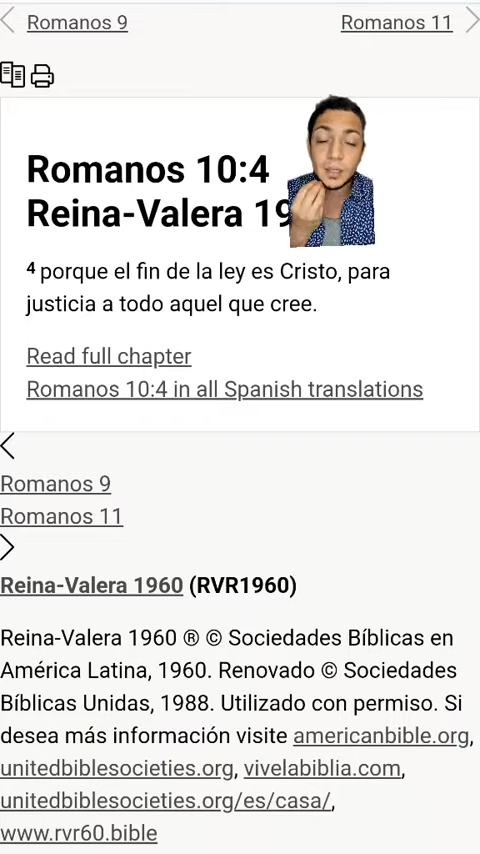 Romanos 9
Romanos 11
Romanos 10:4
Reina-Valera 19
4 porque el fin de la ley es Cristo, para
justicia a todo aquel que cree.
Read full chapter
Romanos 10:4 in all Spanish translations
Romanos 9
Romanos 11
Reina-Valera 1960 (RVR1960)
Reina-Valera 1960 ® © Sociedades Bíblicas en
América Latina, 1960. Renovado © Sociedades
Bíblicas Unidas, 1988. Utilizado con permiso. Si
desea más información visite americanbible.org,
unitedbiblesocieties.org, vivelabiblia.com,
unitedbiblesocieties.org/es/casa/,
www.rvr60.bible